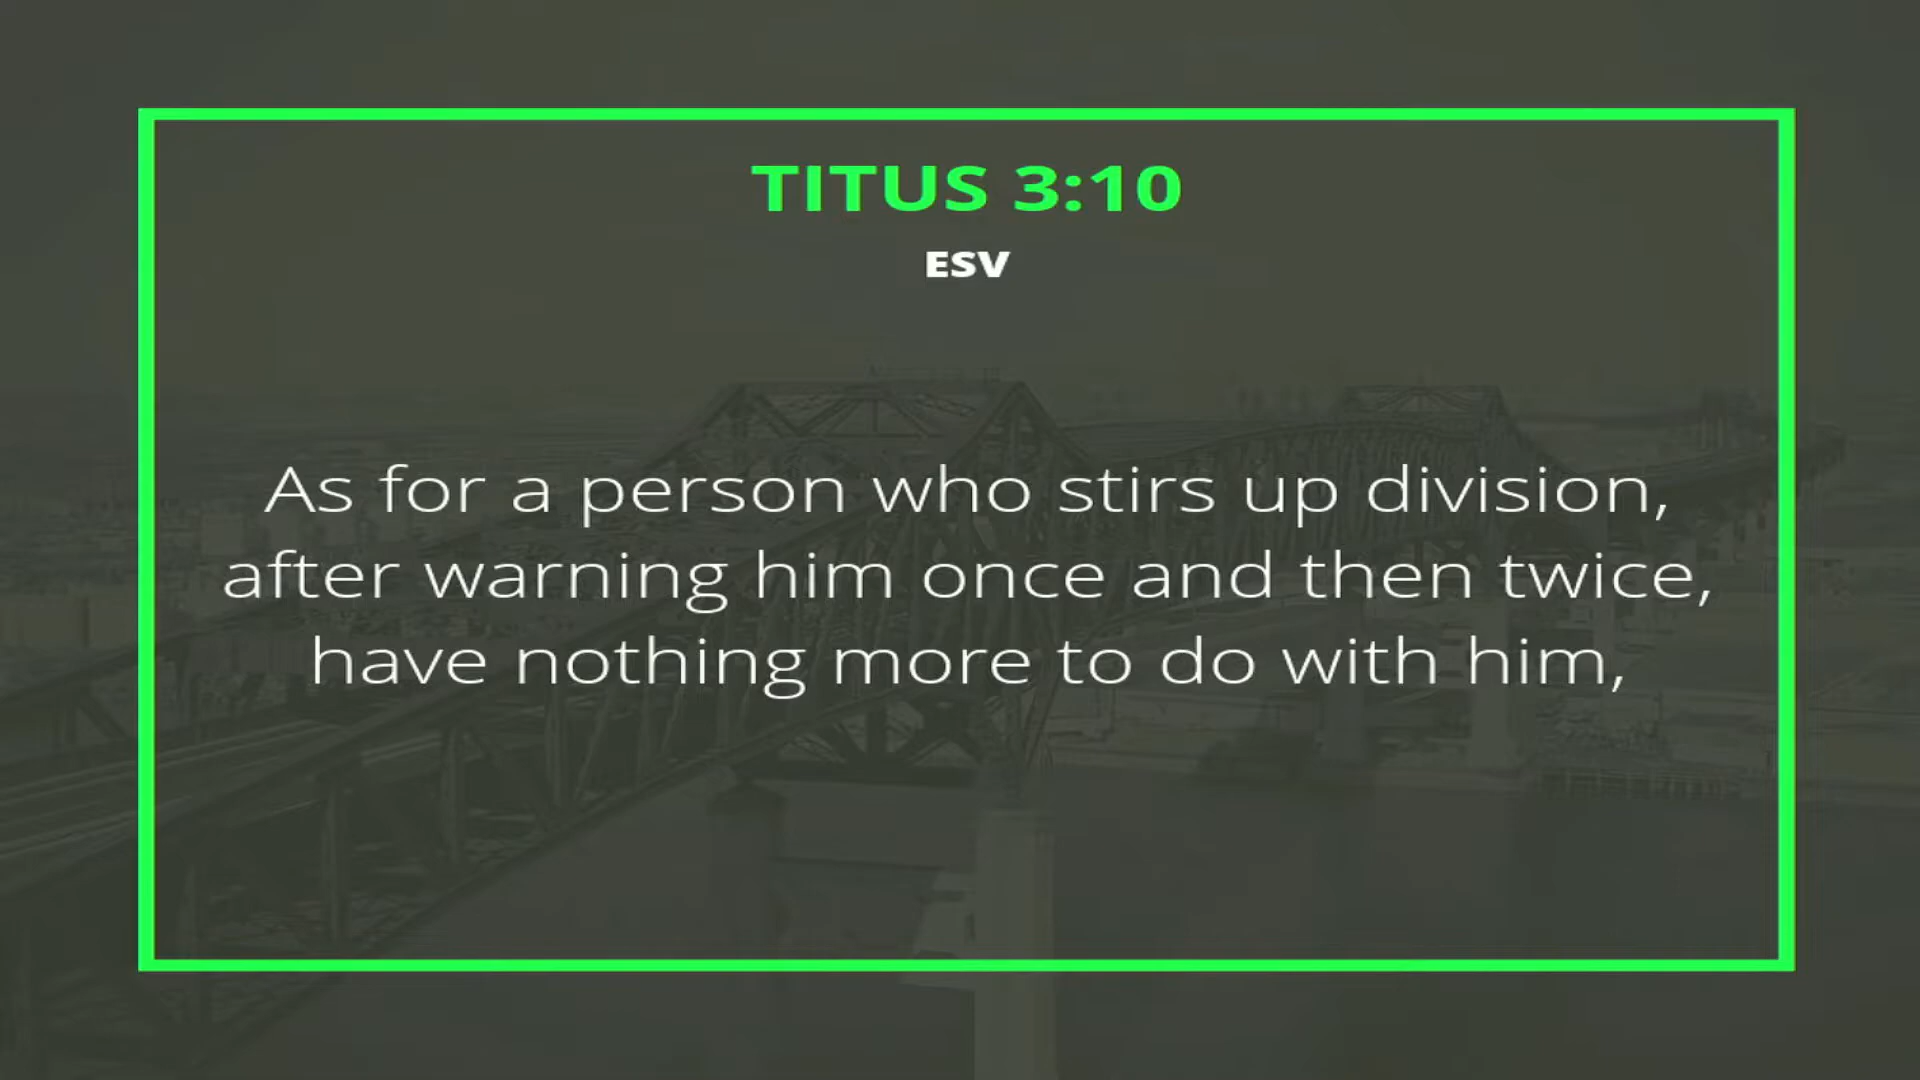 TITUS 3:10
ESV
As for a person who stirs up division,
after warning him once and then twice,
have nothing more to do with him,